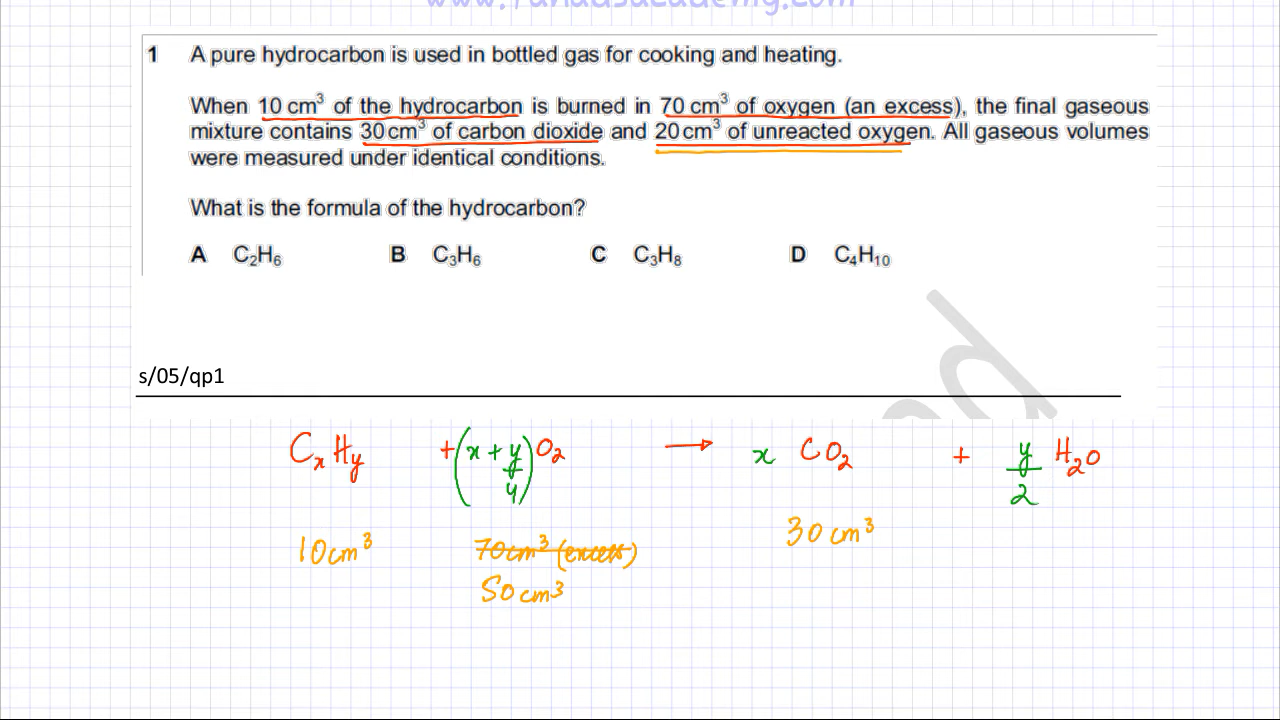 1 A pure hydrocarbon is used in bottled gas for cooking and heating.
When 10 cm³ of the hydrocarbon is burned in 70 cm³ of oxygen (an excess), the final gaseous
mixture contains 30 cm³ of carbon dioxide and 20 cm³ of unreacted oxygen. All gaseous volumes
were measured under identical conditions.
What is the formula of the hydrocarbon?
A C₂H₆ B C₃H₆ C C₃H₈ D C₄H₁₀
s/05/qp1
CₓHᵧ + (x + y/4) O₂ → x CO₂ + y/2 H₂O
10cm³ 70cm³ (excess) 30 cm³
50 cm³